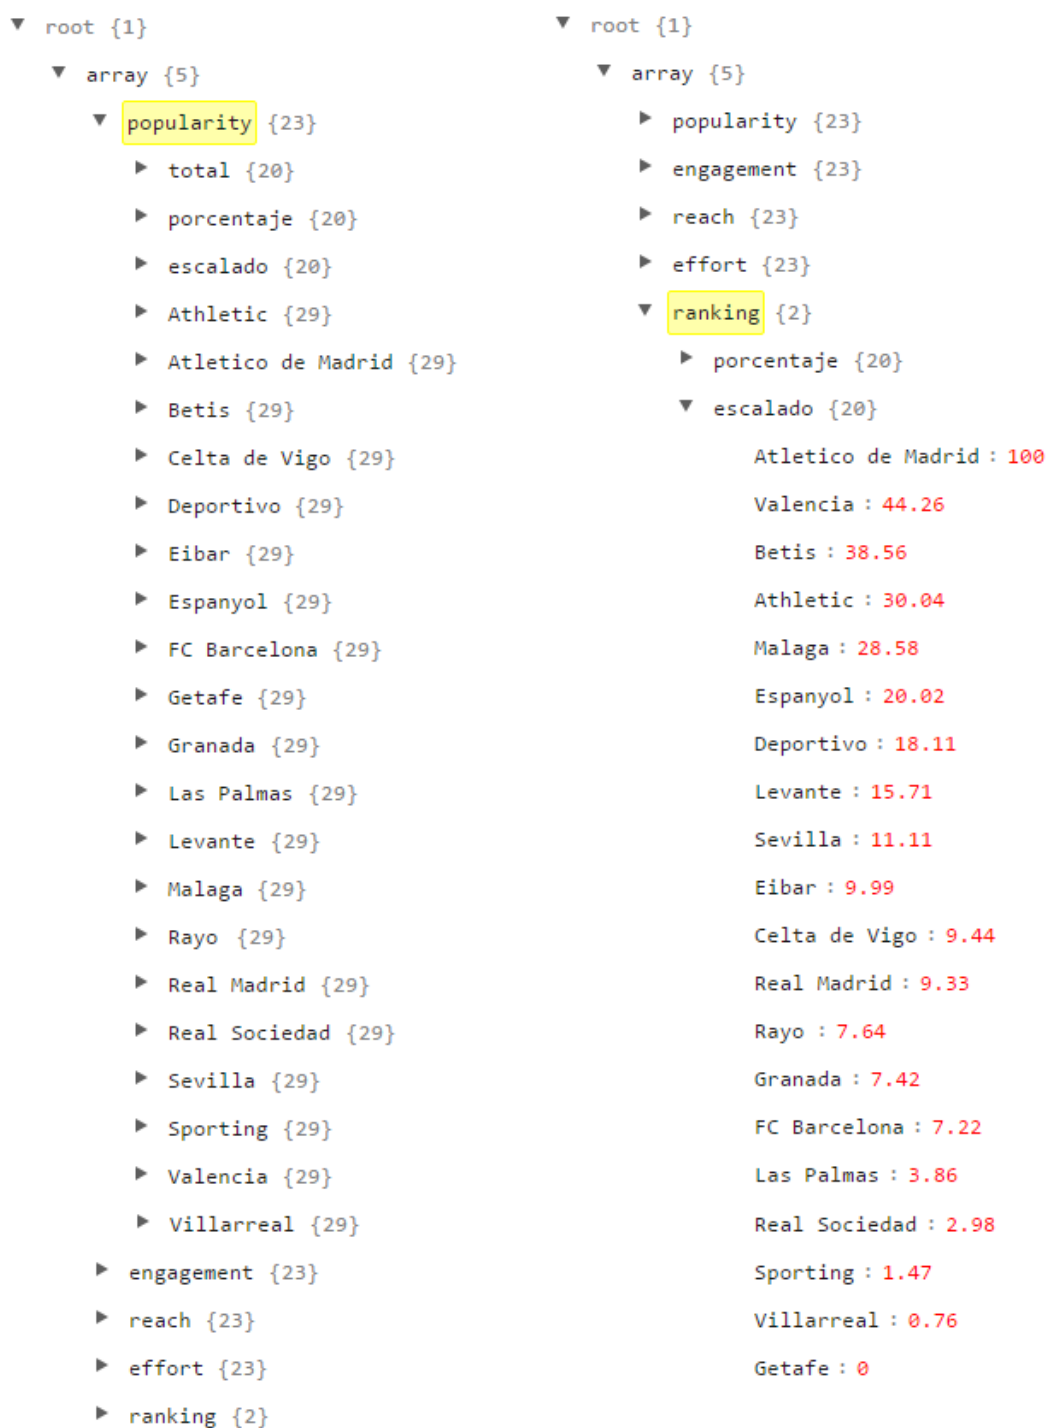 root {1}
array {5}
popularity {23}
total {20}
porcentaje {20}
escalado {20}
Athletic {29}
Atletico de Madrid {29}
Betis {29}
Celta de Vigo {29}
Deportivo {29}
Eibar {29}
Espanyol {29}
FC Barcelona {29}
Getafe {29}
Granada {29}
Las Palmas {29}
Levante {29}
Malaga {29}
Rayo {29}
Real Madrid {29}
Real Sociedad {29}
Sevilla {29}
Sporting {29}
Valencia {29}
Villarreal {29}
engagement {23}
reach {23}
effort {23}
ranking {2}
root {1}
array {5}
popularity {23}
engagement {23}
reach {23}
effort {23}
ranking {2}
porcentaje {20}
escalado {20}
Atletico de Madrid : 100
Valencia : 44.26
Betis : 38.56
Athletic : 30.04
Malaga : 28.58
Espanyol : 20.02
Deportivo : 18.11
Levante : 15.71
Sevilla : 11.11
Eibar : 9.99
Celta de Vigo : 9.44
Real Madrid : 9.33
Rayo : 7.64
Granada : 7.42
FC Barcelona : 7.22
Las Palmas : 3.86
Real Sociedad : 2.98
Sporting : 1.47
Villarreal : 0.76
Getafe : 0